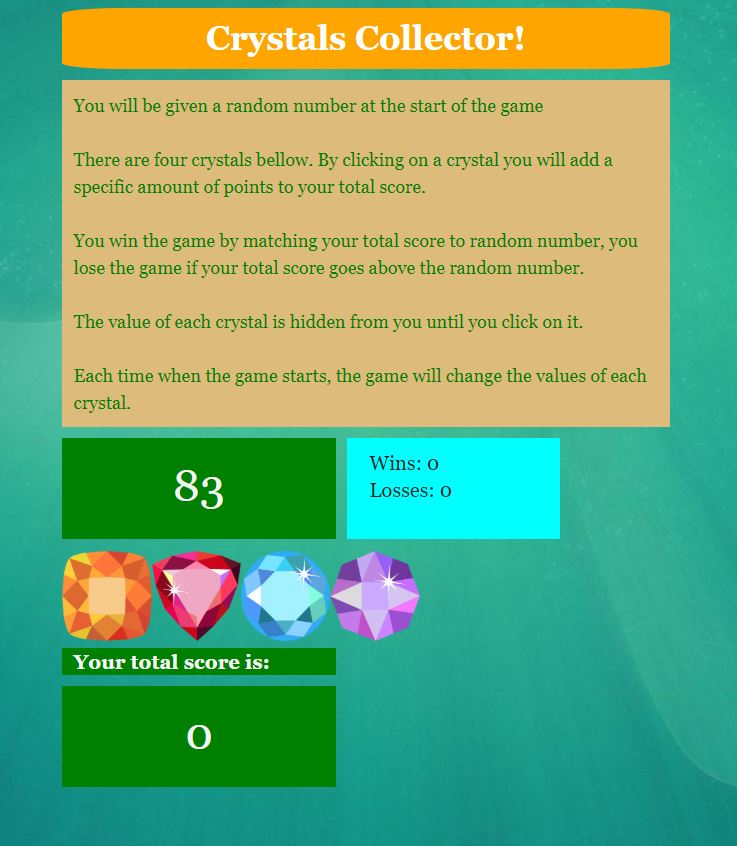 Crystals Collector!
You will be given a random number at the start of the game
There are four crystals bellow. By clicking on a crystal you will add a
specific amount of points to your total score.
You win the game by matching your total score to random number, you
lose the game if your total score goes above the random number.
The value of each crystal is hidden from you until you click on it.
Each time when the game starts, the game will change the values of each
crystal.
83
Wins: 0
Losses: 0
Your total score is:
0